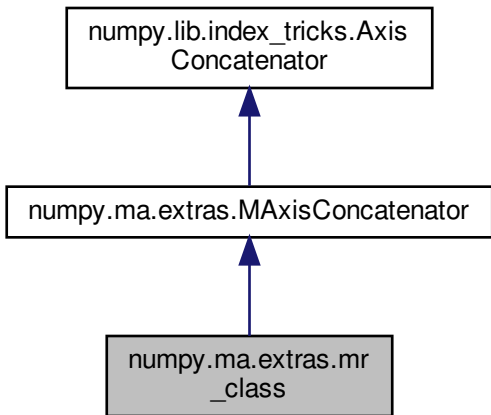 numpy.lib.index_tricks.Axis
Concatenator
numpy.ma.extras.MAxisConcatenator
numpy.ma.extras.mr
_class